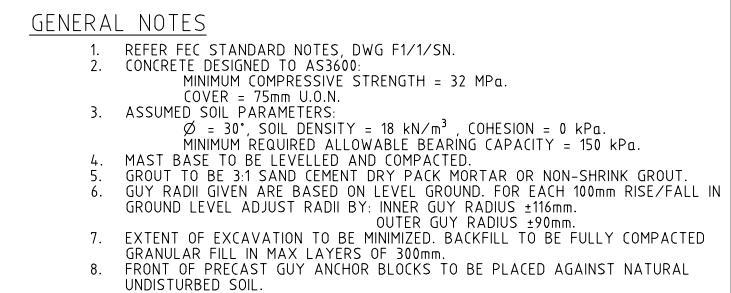 GENERAL NOTES
1. REFER FEC STANDARD NOTES, DWG F1/1/SN.
2. CONCRETE DESIGNED TO AS3600:
MINIMUM COMPRESSIVE STRENGTH = 32 MPa.
COVER = 75mm U.O.N.
3. ASSUMED SOIL PARAMETERS:
Ø = 30°, SOIL DENSITY = 18 kN/m³ , COHESION = 0 kPa.
MINIMUM REQUIRED ALLOWABLE BEARING CAPACITY = 150 kPa.
4. MAST BASE TO BE LEVELLED AND COMPACTED.
5. GROUT TO BE 3:1 SAND CEMENT DRY PACK MORTAR OR NON-SHRINK GROUT.
6. GUY RADII GIVEN ARE BASED ON LEVEL GROUND. FOR EACH 100mm RISE/FALL IN
GROUND LEVEL ADJUST RADII BY: INNER GUY RADIUS ±116mm.
OUTER GUY RADIUS ±90mm.
7. EXTENT OF EXCAVATION TO BE MINIMIZED. BACKFILL TO BE FULLY COMPACTED
GRANULAR FILL IN MAX LAYERS OF 300mm.
8. FRONT OF PRECAST GUY ANCHOR BLOCKS TO BE PLACED AGAINST NATURAL
UNDISTURBED SOIL.